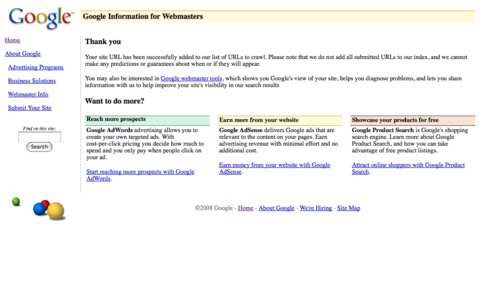 Google™
Google Information for Webmasters
Home
About Google
Advertising Programs
Business Solutions
Webmaster Info
Submit Your Site
Find on this site:
Search
Thank you
Your site URL has been successfully added to our list of URLs to crawl. Please note that we do not add all submitted URLs to our index, and we cannot
make any predictions or guarantees about when or if they will appear.
You may also be interested in Google webmaster tools, which shows you Google's view of your site, helps you diagnose problems, and lets you share
information with us to help improve your site's visibility in our search results
Want to do more?
Reach more prospects
Google AdWords advertising allows you to
create your own targeted ads. With
cost-per-click pricing you decide how much to
spend and you only pay when people click on
your ad.
Start reaching more prospects with Google
AdWords.
Earn more from your website
Google AdSense delivers Google ads that are
relevant to the content on your pages. Earn
advertising revenue with minimal effort and no
additional cost.
Earn money from your website with Google
AdSense.
Showcase your products for free
Google Product Search is Google's shopping
search engine. Learn more about Google
Product Search, and how you can take
advantage of free product listings.
Attract online shoppers with Google Product
Search.
©2008 Google - Home - About Google - We're Hiring - Site Map